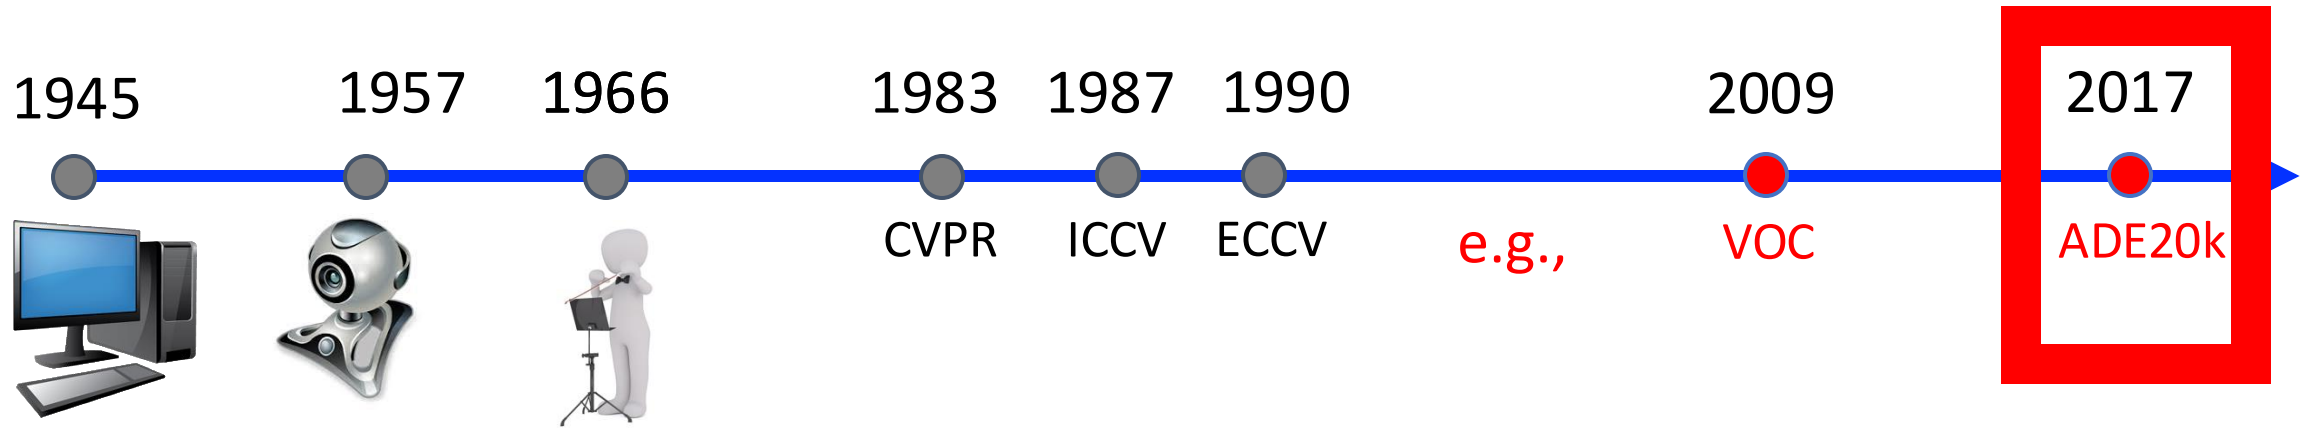 1945 1957 1966 1983 1987 1990 2009 2017
CVPR ICCV ECCV e.g., VOC ADE20k